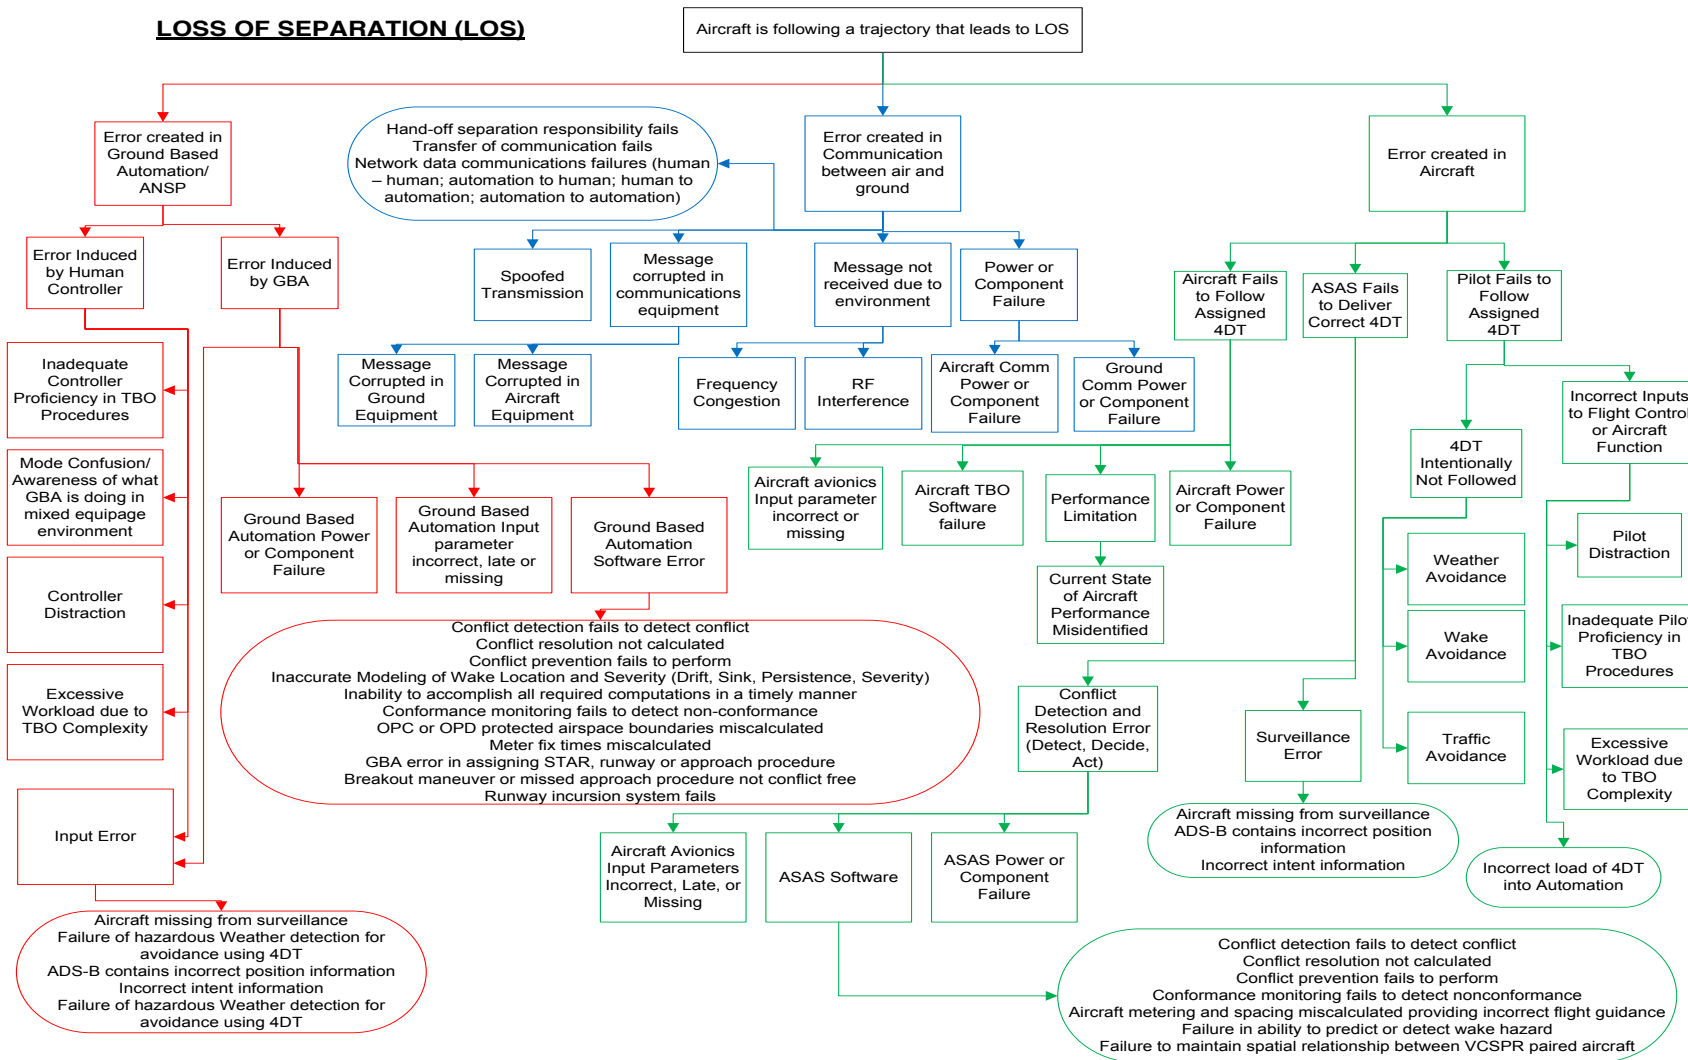 LOSS OF SEPARATION (LOS)
Aircraft is following a trajectory that leads to LOS
Error created in
Ground Based
Automation/
ANSP
Hand-off separation responsibility fails
Transfer of communication fails
Network data communications failures (human
– human; automation to human; human to
automation; automation to automation)
Error created in
Communication
between air and
ground
Error created in
Aircraft
Error Induced
by Human
Controller
Error Induced
by GBA
Spoofed
Transmission
Message
corrupted in
communications
equipment
Message not
received due to
environment
Power or
Component
Failure
Aircraft Fails
to Follow
Assigned
4DT
ASAS Fails
to Deliver
Correct 4DT
Pilot Fails to
Follow
Assigned
4DT
Inadequate
Controller
Proficiency in TBO
Procedures
Message
Corrupted in
Ground
Equipment
Message
Corrupted in
Aircraft
Equipment
Frequency
Congestion
RF
Interference
Aircraft Comm
Power or
Component
Failure
Ground
Comm Power
or Component
Failure
Incorrect Inputs
to Flight Control
or Aircraft
Function
4DT
Intentionally
Not Followed
Mode Confusion/
Awareness of what
GBA is doing in
mixed equipage
environment
Ground Based
Automation Power
or Component
Failure
Ground Based
Automation Input
parameter
incorrect, late or
missing
Ground Based
Automation
Software Error
Aircraft avionics
Input parameter
incorrect or
missing
Aircraft TBO
Software
failure
Performance
Limitation
Aircraft Power
or Component
Failure
Weather
Avoidance
Pilot
Distraction
Controller
Distraction
Current State
of Aircraft
Performance
Misidentified
Wake
Avoidance
Inadequate Pilot
Proficiency in
TBO
Procedures
Conflict detection fails to detect conflict
Conflict resolution not calculated
Conflict prevention fails to perform
Inaccurate Modeling of Wake Location and Severity (Drift, Sink, Persistence, Severity)
Inability to accomplish all required computations in a timely manner
Conformance monitoring fails to detect non-conformance
OPC or OPD protected airspace boundaries miscalculated
Meter fix times miscalculated
GBA error in assigning STAR, runway or approach procedure
Breakout maneuver or missed approach procedure not conflict free
Runway incursion system fails
Excessive
Workload due to
TBO Complexity
Conflict
Detection and
Resolution Error
(Detect, Decide,
Act)
Surveillance
Error
Traffic
Avoidance
Excessive
Workload due
to TBO
Complexity
Input Error
Aircraft Avionics
Input Parameters
Incorrect, Late, or
Missing
ASAS Software
ASAS Power or
Component
Failure
Aircraft missing from surveillance
ADS-B contains incorrect position
information
Incorrect intent information
Incorrect load of 4DT
into Automation
Aircraft missing from surveillance
Failure of hazardous Weather detection for
avoidance using 4DT
ADS-B contains incorrect position information
Incorrect intent information
Failure of hazardous Weather detection for
avoidance using 4DT
Conflict detection fails to detect conflict
Conflict resolution not calculated
Conflict prevention fails to perform
Conformance monitoring fails to detect nonconformance
Aircraft metering and spacing miscalculated providing incorrect flight guidance
Failure in ability to predict or detect wake hazard
Failure to maintain spatial relationship between VCSPR paired aircraft